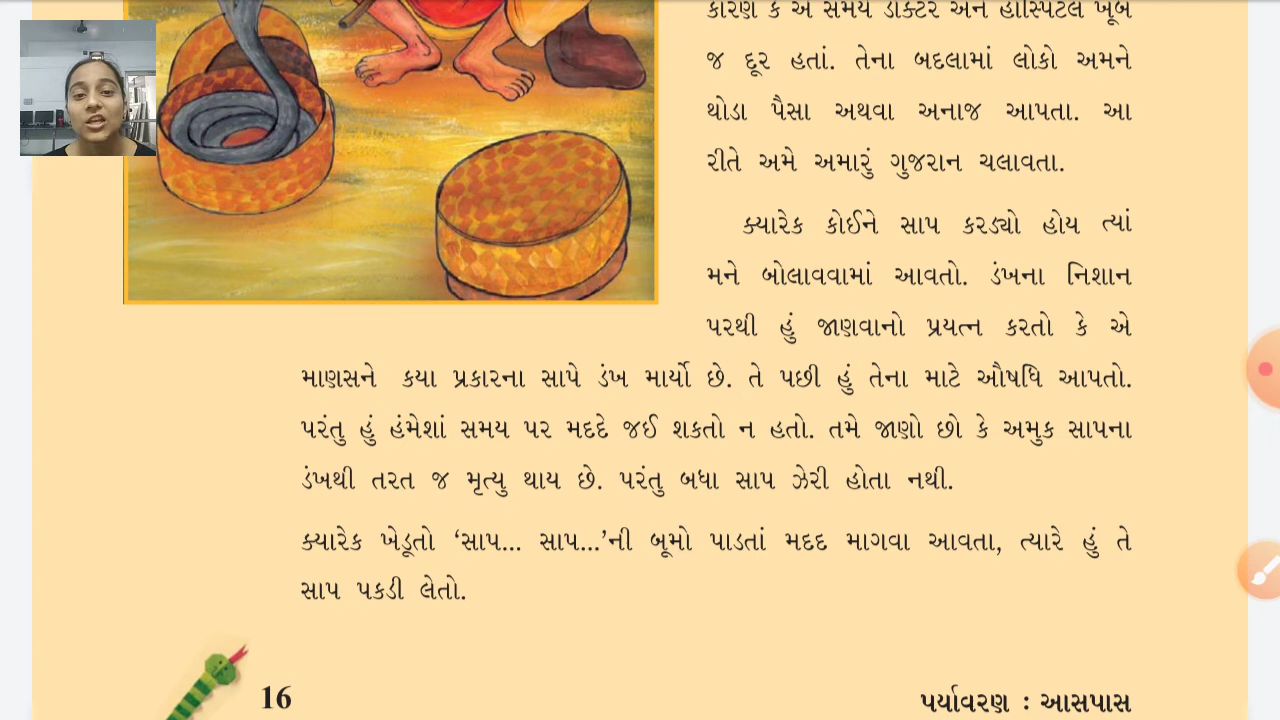 કારણ કે એ સમય ડૉક્ટર અને હૉસ્પિટલ ખૂબ
જ દૂર હતાં. તેના બદલામાં લોકો અમને
થોડા પૈસા અથવા અનાજ આપતા. આ
રીતે અમે અમારું ગુજરાન ચલાવતા.
ક્યારેક કોઈને સાપ કરડ્યો હોય ત્યાં
મને બોલાવવામાં આવતો. ડંખના નિશાન
પરથી હું જાણવાનો પ્રયત્ન કરતો કે એ
માણસને કયા પ્રકારના સાપે ડંખ માર્યો છે. તે પછી હું તેના માટે ઔષધિ આપતો.
પરંતુ હું હંમેશાં સમય પર મદદે જઈ શકતો ન હતો. તમે જાણો છો કે અમુક સાપના
ડંખથી તરત જ મૃત્યુ થાય છે. પરંતુ બધા સાપ ઝેરી હોતા નથી.
ક્યારેક ખેડૂતો ‘સાપ... સાપ...’ની બૂમો પાડતાં મદદ માગવા આવતા, ત્યારે હું તે
સાપ પકડી લેતો.
16
પર્યાવરણ : આસપાસ